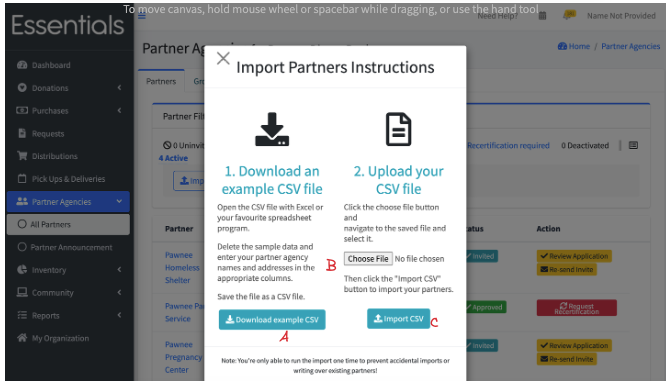 To move canvas, hold mouse wheel or spacebar while dragging, or use the hand tool
Essentials
Need Help?
Name Not Provided
Dashboard
Donations
Purchases
Requests
Distributions
Pick Ups & Deliveries
Partner Agencies
All Partners
Partner Announcement
Inventory
Community
Reports
My Organization
Partner Ag
Home / Partner Agencies
Partners
Gr
Partner Filt
0 Uninvit
4 Active
Recertification required
0 Deactivated
Imp
Partner
Action
Pawnee
Homeless
Shelter
Invited
Review Application
Re-send Invite
Pawnee Pa
Service
Approved
Request
Recertification
Pawnee
Pregnancy
Center
Invited
Review Application
Re-send Invite
Import Partners Instructions
1. Download an
example CSV file
Open the CSV file with Excel or
your favourite spreadsheet
program.
Delete the sample data and
enter your partner agency
names and addresses in the
appropriate columns.
Save the file as a CSV file.
Download example CSV
A
2. Upload your
CSV file
Click the choose file button
and
navigate to the saved file and
select it.
B
Choose File No file chosen
Then click the "Import CSV"
button to import your partners.
Import CSV
C
Note: You're only able to run the import one time to prevent accidental imports or
writing over existing partners!